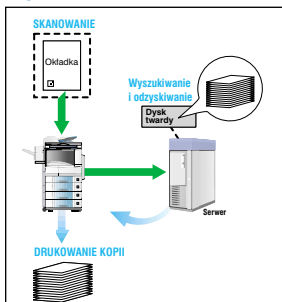 SKANOWANIE
Okładka
Wyszukiwanie
i odzyskiwanie
Dysk
twardy
Serwer
DRUKOWANIE KOPII